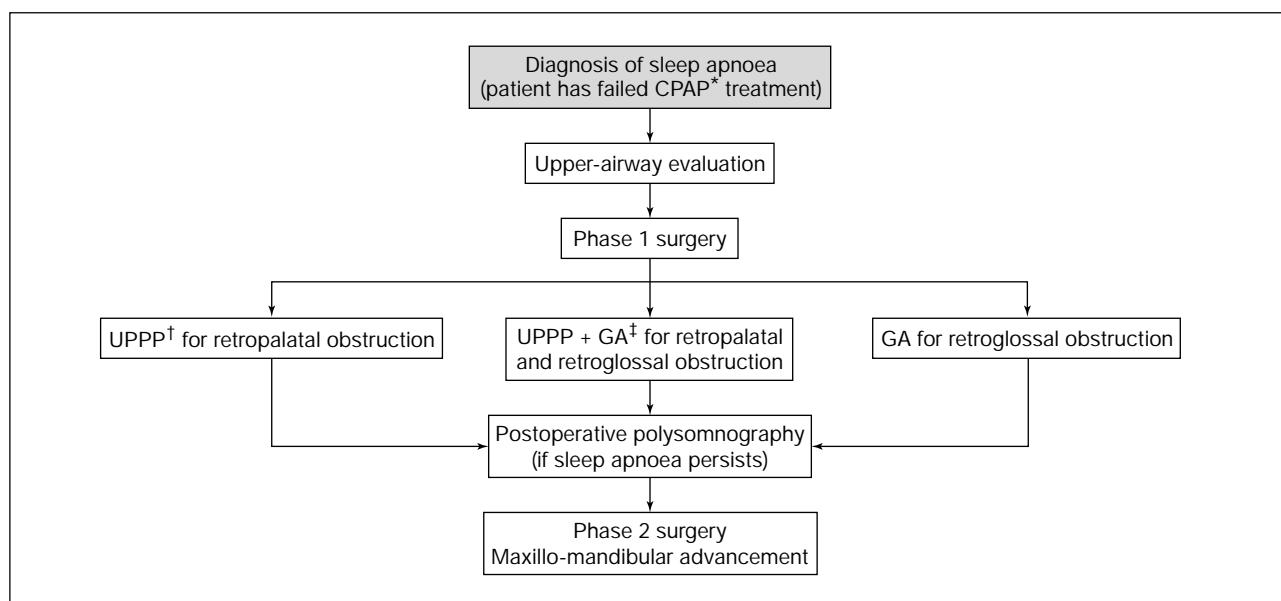 Diagnosis of sleep apnoea
(patient has failed CPAP* treatment)
Upper-airway evaluation
Phase 1 surgery
UPPP† for retropalatal obstruction
UPPP + GA‡ for retropalatal
and retroglossal obstruction
GA for retroglossal obstruction
Postoperative polysomnography
(if sleep apnoea persists)
Phase 2 surgery
Maxillo-mandibular advancement